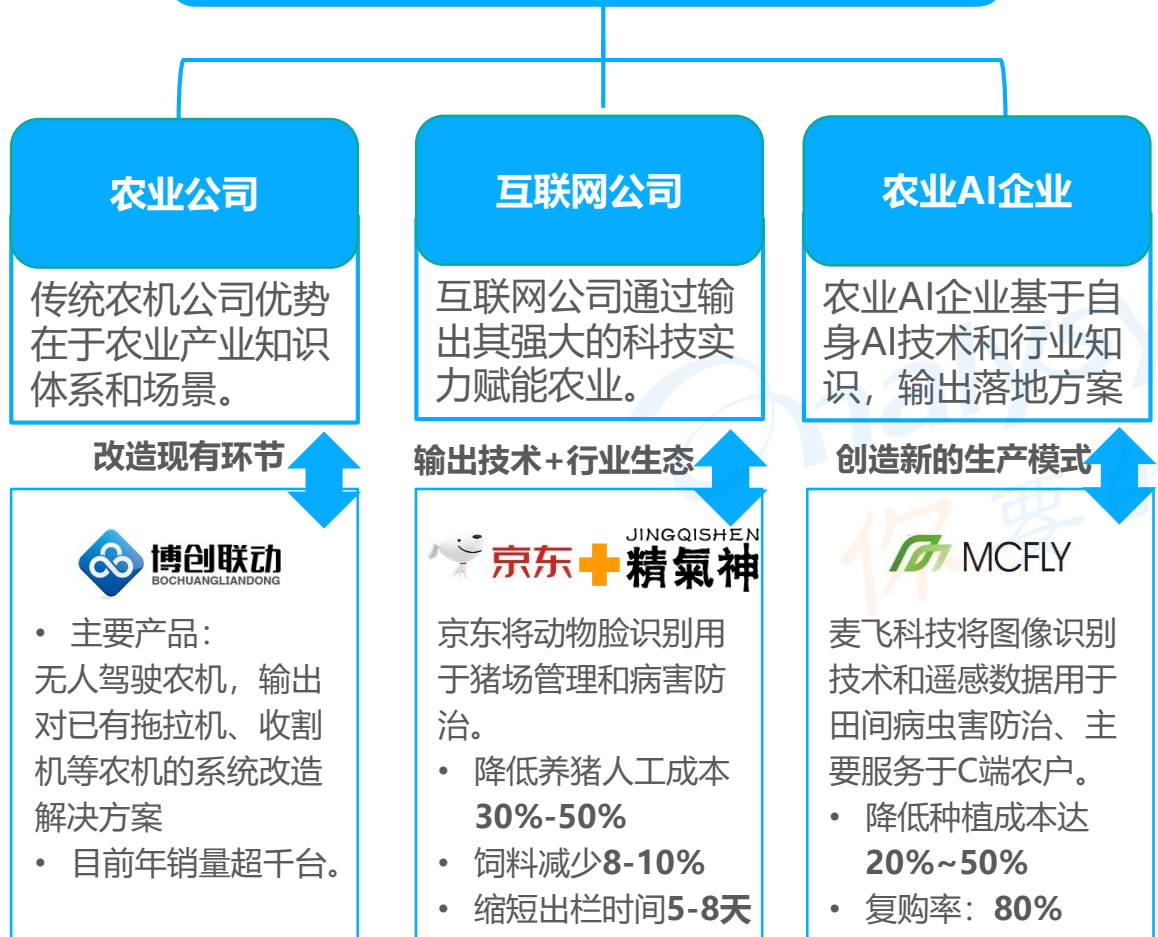 农业公司
传统农机公司优势
在于农业产业知识
体系和场景。
改造现有环节
博创联动
BOCHUANGLIANDONG
• 主要产品：
无人驾驶农机，输出
对已有拖拉机、收割
机等农机的系统改造
解决方案
• 目前年销量超千台。
互联网公司
互联网公司通过输
出其强大的科技实
力赋能农业。
输出技术+行业生态
京东
JINGQISHEN
精氣神
京东将动物脸识别用
于猪场管理和病害防
治。
• 降低养猪人工成本
30%-50%
• 饲料减少8-10%
• 缩短出栏时间5-8天
农业AI企业
农业AI企业基于自
身AI技术和行业知
识，输出落地方案
创造新的生产模式
MCFLY
麦飞科技将图像识别
技术和遥感数据用于
田间病虫害防治、主
要服务于C端农户。
• 降低种植成本达
20%~50%
• 复购率：80%
你要的